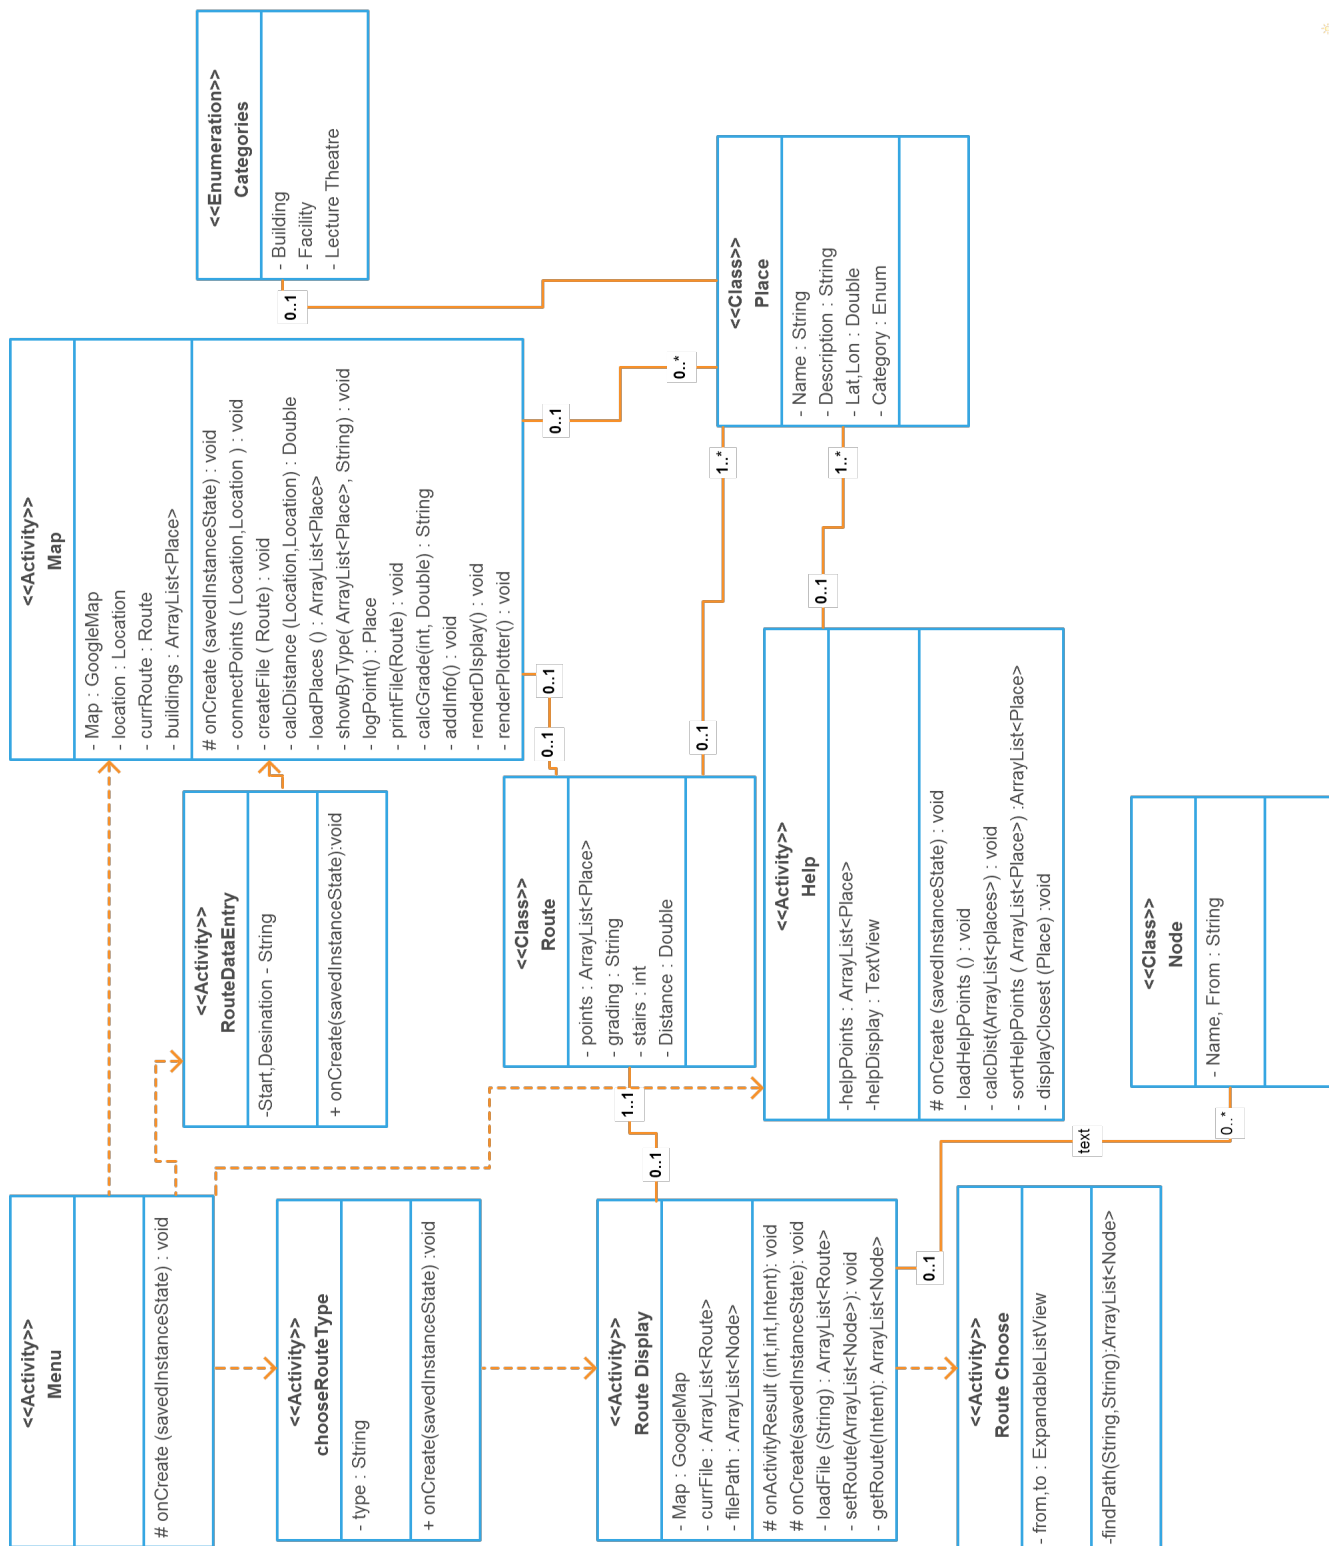 <<Activity>>
Menu
# onCreate (savedInstanceState) : void
<<Activity>>
Map
- Map : GoogleMap
- location : Location
- currRoute : Route
- buildings : ArrayList<Place>
# onCreate (savedInstanceState) : void
- connectPoints ( Location,Location ) : void
- createFile ( Route) : void
- calcDistance (Location,Location) : Double
- loadPlaces () : ArrayList<Place>
- showByType( ArrayList<Place>, String) : void
- logPoint() : Place
- printFile(Route) : void
- calcGrade(int, Double) : String
- addInfo() : void
- renderDIsplay() : void
- renderPlotter() : void
<<Enumeration>>
Categories
- Building
- Facility
- Lecture Theatre
0..1
<<Activity>>
RouteDataEntry
-Start,Desination - String
+ onCreate(savedInstanceState):void
<<Activity>>
chooseRouteType
- type : String
+ onCreate(savedInstanceState) :void
0..1
0..1
0..1
0..*
<<Class>>
Route
- points : ArrayList<Place>
- grading : String
- stairs : int
- Distance : Double
<<Class>>
Place
- Name : String
- Description : String
- Lat,Lon : Double
- Category : Enum
1..1
0..1
0..1
1..*
0..1
1..*
<<Activity>>
Route Display
- Map : GoogleMap
- currFile : ArrayList<Route>
- filePath : ArrayList<Node>
# onActivityResult (int,int,Intent): void
# onCreate(savedInstanceState): void
- loadFile (String) : ArrayList<Route>
- setRoute(ArrayList<Node>): void
- getRoute(Intent): ArrayList<Node>
<<Activity>>
Help
-helpPoints : ArrayList<Place>
-helpDisplay : TextView
# onCreate (savedInstanceState) : void
- loadHelpPoints () : void
- calcDist(ArrayList<places>) : void
- sortHelpPoints ( ArrayList<Place>) :ArrayList<Place>
- displayClosest (Place) :void
0..1
text
0..*
<<Activity>>
Route Choose
- from,to : ExpandableListView
-findPath(String,String):ArrayList<Node>
<<Class>>
Node
- Name, From : String
*